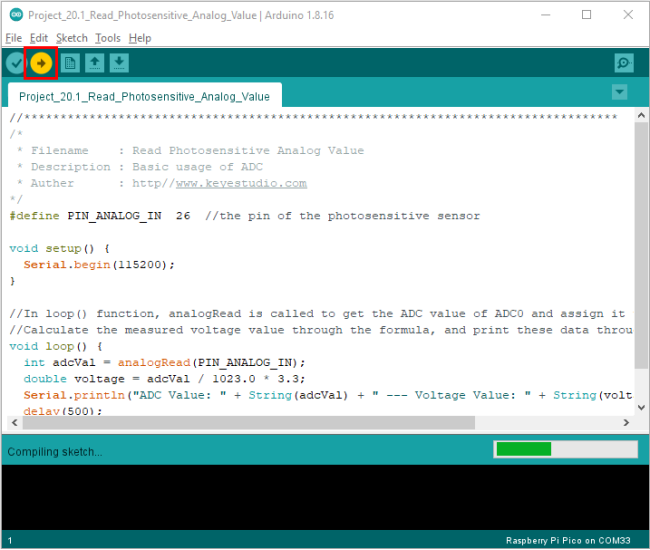 Project_20.1_Read_Photosensitive_Analog_Value | Arduino 1.8.16
File Edit Sketch Tools Help
Project_20.1_Read_Photosensitive_Analog_Value
//**********************************************************************************
/*
 * Filename    : Read Photosensitive Analog Value
 * Description : Basic usage of ADC
 * Auther      : http//www.keyestudio.com
*/
#define PIN_ANALOG_IN  26  //the pin of the photosensitive sensor
void setup() {
  Serial.begin(115200);
}
//In loop() function, analogRead is called to get the ADC value of ADC0 and assign it
//Calculate the measured voltage value through the formula, and print these data throu
void loop() {
  int adcVal = analogRead(PIN_ANALOG_IN);
  double voltage = adcVal / 1023.0 * 3.3;
  Serial.println("ADC Value: " + String(adcVal) + " --- Voltage Value: " + String(volt
  delay(500);
Compiling sketch...
1
Raspberry Pi Pico on COM33